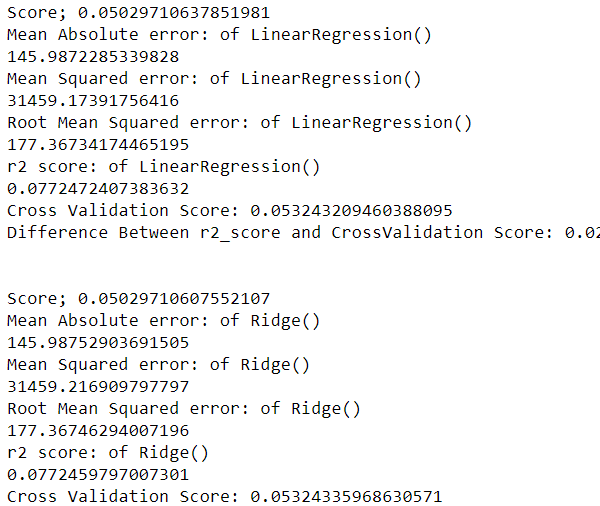 Score; 0.05029710637851981
Mean Absolute error: of LinearRegression()
145.9872285339828
Mean Squared error: of LinearRegression()
31459.17391756416
Root Mean Squared error: of LinearRegression()
177.36734174465195
r2 score: of LinearRegression()
0.0772472407383632
Cross Validation Score: 0.053243209460388095
Difference Between r2_score and CrossValidation Score: 0.02
Score; 0.05029710607552107
Mean Absolute error: of Ridge()
145.98752903691505
Mean Squared error: of Ridge()
31459.216909797797
Root Mean Squared error: of Ridge()
177.36746294007196
r2 score: of Ridge()
0.0772459797007301
Cross Validation Score: 0.05324335968630571